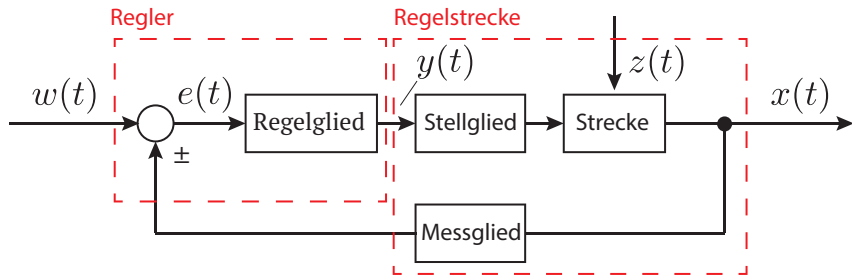 Regler
Regelstrecke
w(t)
e(t)
Regelglied
y(t)
Stellglied
z(t)
Strecke
x(t)
±
Messglied